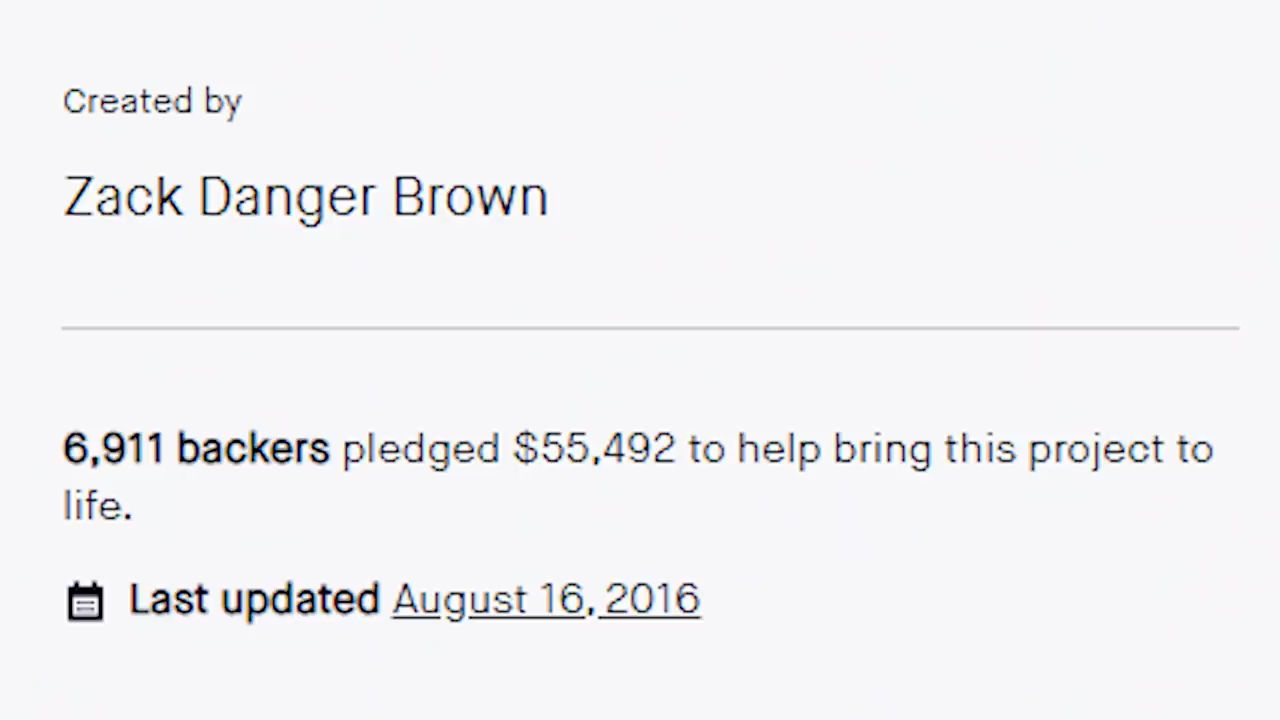 Created by
Zack Danger Brown
6,911 backers pledged $55,492 to help bring this project to
life.
Last updated August 16, 2016